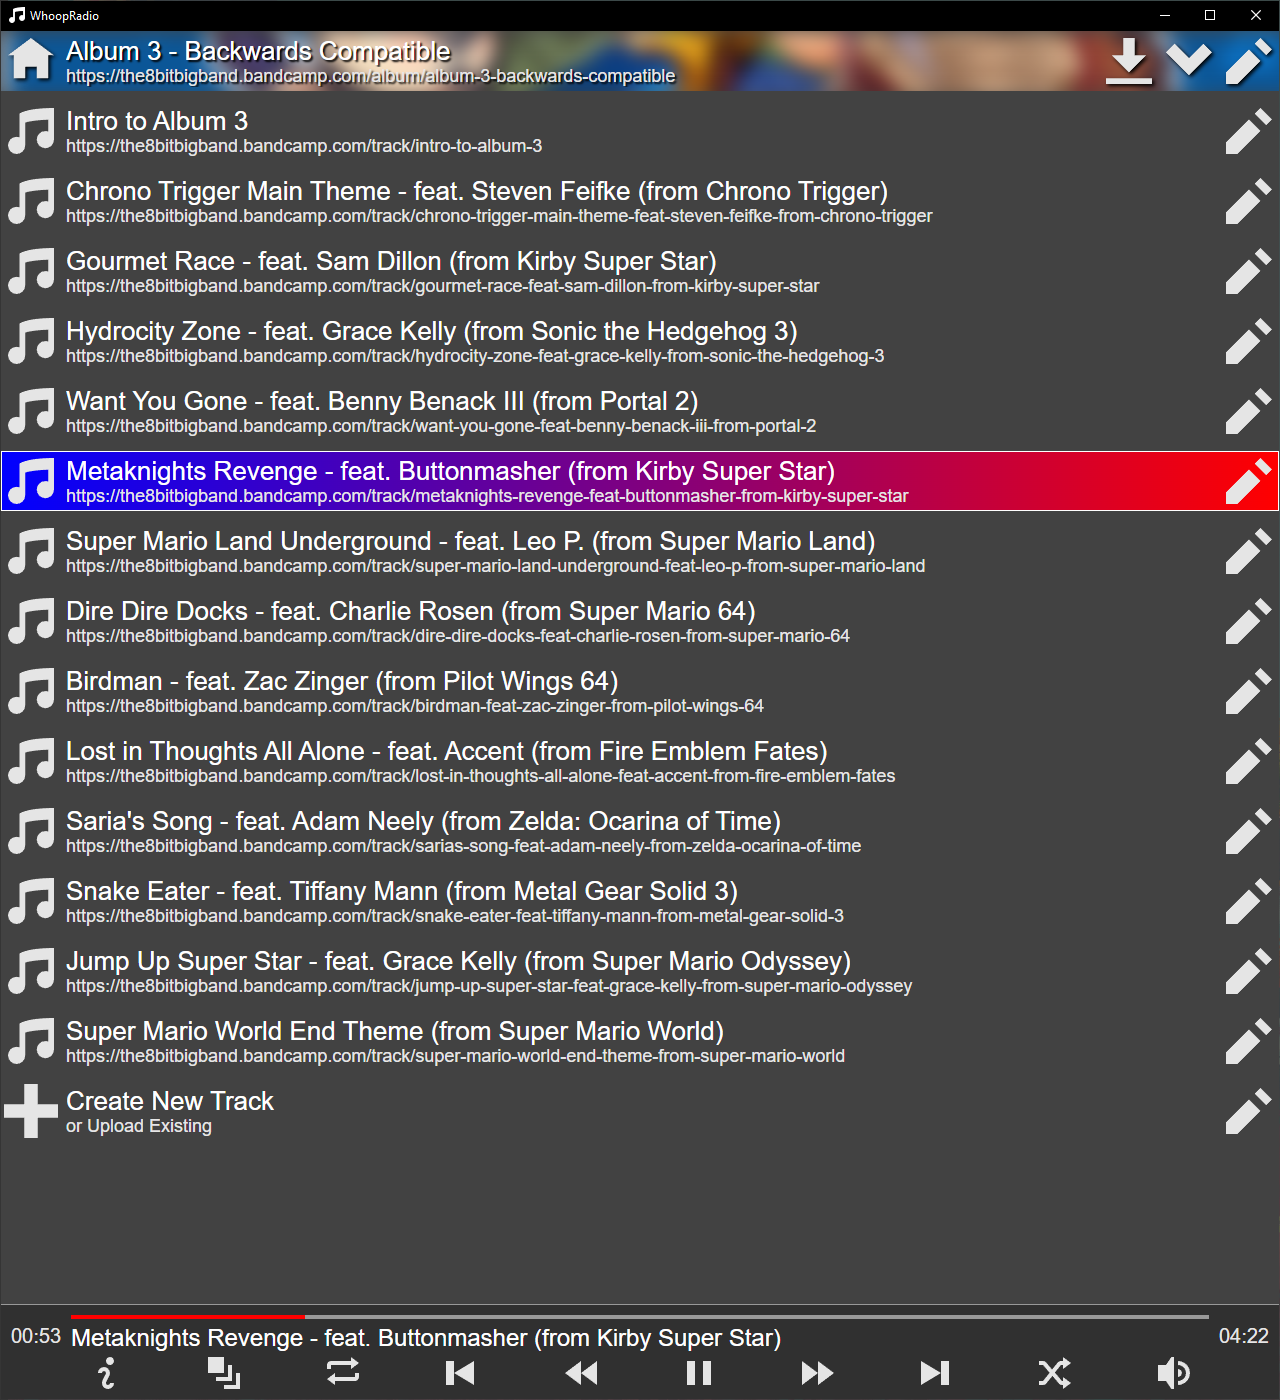 WhoopRadio
Album 3 - Backwards Compatible
https://the8bitbigband.bandcamp.com/album/album-3-backwards-compatible
Intro to Album 3
https://the8bitbigband.bandcamp.com/track/intro-to-album-3
Chrono Trigger Main Theme - feat. Steven Feifke (from Chrono Trigger)
https://the8bitbigband.bandcamp.com/track/chrono-trigger-main-theme-feat-steven-feifke-from-chrono-trigger
Gourmet Race - feat. Sam Dillon (from Kirby Super Star)
https://the8bitbigband.bandcamp.com/track/gourmet-race-feat-sam-dillon-from-kirby-super-star
Hydrocity Zone - feat. Grace Kelly (from Sonic the Hedgehog 3)
https://the8bitbigband.bandcamp.com/track/hydrocity-zone-feat-grace-kelly-from-sonic-the-hedgehog-3
Want You Gone - feat. Benny Benack III (from Portal 2)
https://the8bitbigband.bandcamp.com/track/want-you-gone-feat-benny-benack-iii-from-portal-2
Metaknights Revenge - feat. Buttonmasher (from Kirby Super Star)
https://the8bitbigband.bandcamp.com/track/metaknights-revenge-feat-buttonmasher-from-kirby-super-star
Super Mario Land Underground - feat. Leo P. (from Super Mario Land)
https://the8bitbigband.bandcamp.com/track/super-mario-land-underground-feat-leo-p-from-super-mario-land
Dire Dire Docks - feat. Charlie Rosen (from Super Mario 64)
https://the8bitbigband.bandcamp.com/track/dire-dire-docks-feat-charlie-rosen-from-super-mario-64
Birdman - feat. Zac Zinger (from Pilot Wings 64)
https://the8bitbigband.bandcamp.com/track/birdman-feat-zac-zinger-from-pilot-wings-64
Lost in Thoughts All Alone - feat. Accent (from Fire Emblem Fates)
https://the8bitbigband.bandcamp.com/track/lost-in-thoughts-all-alone-feat-accent-from-fire-emblem-fates
Saria's Song - feat. Adam Neely (from Zelda: Ocarina of Time)
https://the8bitbigband.bandcamp.com/track/sarias-song-feat-adam-neely-from-zelda-ocarina-of-time
Snake Eater - feat. Tiffany Mann (from Metal Gear Solid 3)
https://the8bitbigband.bandcamp.com/track/snake-eater-feat-tiffany-mann-from-metal-gear-solid-3
Jump Up Super Star - feat. Grace Kelly (from Super Mario Odyssey)
https://the8bitbigband.bandcamp.com/track/jump-up-super-star-feat-grace-kelly-from-super-mario-odyssey
Super Mario World End Theme (from Super Mario World)
https://the8bitbigband.bandcamp.com/track/super-mario-world-end-theme-from-super-mario-world
Create New Track
or Upload Existing
00:53 Metaknights Revenge - feat. Buttonmasher (from Kirby Super Star) 04:22